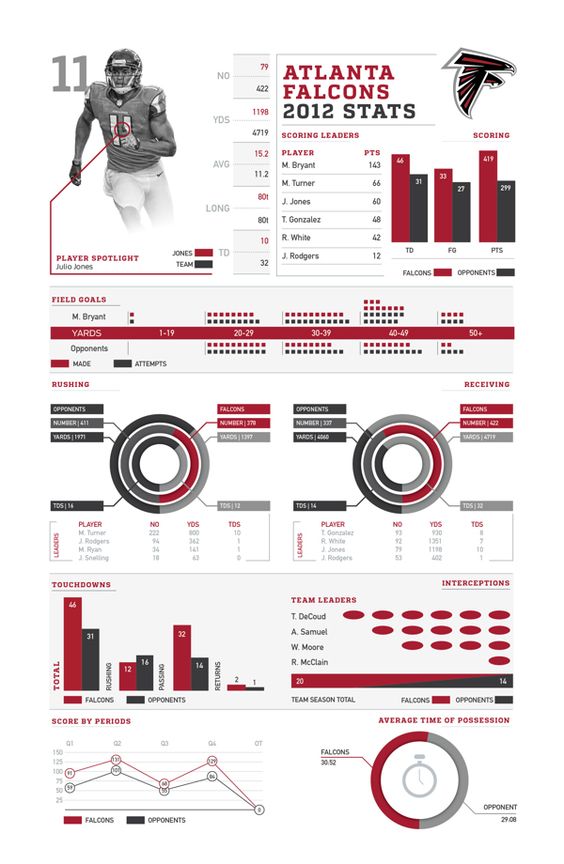 11
NO
79
422
YDS
1198
4719
AVG
15.2
11.2
LONG
80t
80t
TD
10
32
PLAYER SPOTLIGHT
Julio Jones
JONES
TEAM
ATLANTA
FALCONS
2012 STATS
SCORING LEADERS
PLAYER PTS
M. Bryant 143
M. Turner 66
J. Jones 60
T. Gonzalez 48
R. White 42
J. Rodgers 12
SCORING
46 31 33 27 419 299
TD FG PTS
FALCONS OPPONENTS
FIELD GOALS
M. Bryant
YARDS 1-19 20-29 30-39 40-49 50+
Opponents
MADE ATTEMPTS
RUSHING
OPPONENTS
NUMBER | 411
YARDS | 1971
TDS | 16
FALCONS
NUMBER | 378
YARDS | 1397
TDS | 12
LEADERS
PLAYER NO YDS TDS
M. Turner 222 800 10
J. Rodgers 94 362 1
M. Ryan 34 141 1
J. Snelling 18 63 0
RECEIVING
OPPONENTS
NUMBER | 337
YARDS | 4060
TDS | 14
FALCONS
NUMBER | 422
YARDS | 4719
TDS | 32
LEADERS
PLAYER NO YDS TDS
T. Gonzalez 93 930 8
R. White 92 1351 7
J. Jones 79 1198 10
J. Rodgers 53 402 1
TOUCHDOWNS
TOTAL
46 31
RUSHING
12 16
PASSING
32 14
RETURNS
2 1
FALCONS OPPONENTS
INTERCEPTIONS
TEAM LEADERS
T. DeCoud
A. Samuel
W. Moore
R. McClain
20 14
TEAM SEASON TOTAL FALCONS OPPONENTS
SCORE BY PERIODS
Q1 Q2 Q3 Q4 OT
150
125
100
75
50
25
91 131 68 129
59 101 55 84 0
FALCONS OPPONENTS
AVERAGE TIME OF POSSESSION
FALCONS
30.52
OPPONENT
29.08